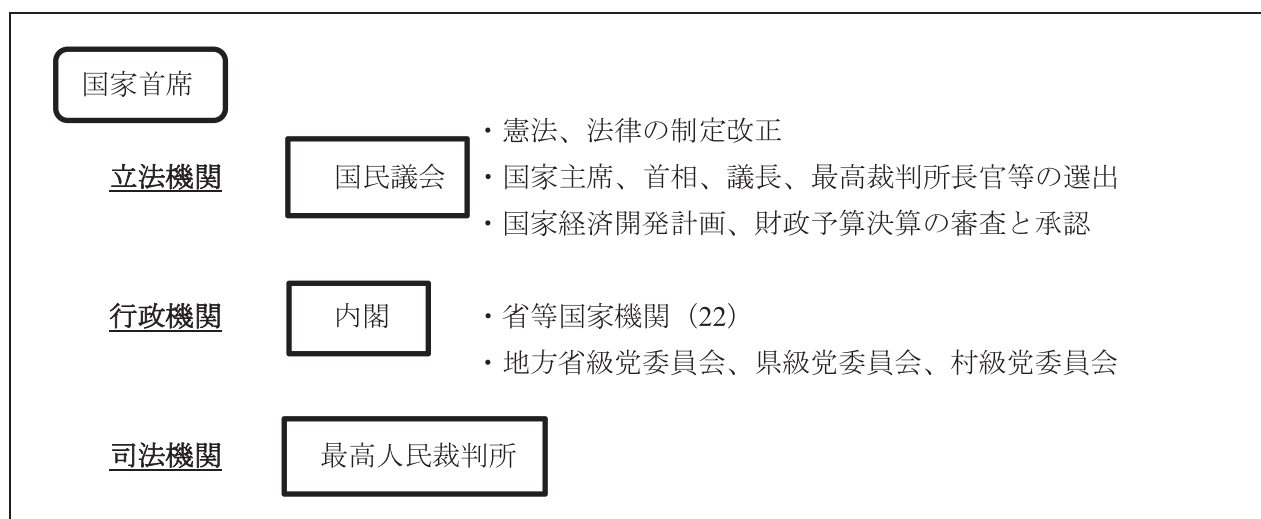 国家首席
・憲法、法律の制定改正
立法機関 国民議会 ・国家主席、首相、議長、最高裁判所長官等の選出
・国家経済開発計画、財政予算決算の審査と承認
行政機関 内閣 ・省等国家機関（22）
・地方省級党委員会、県級党委員会、村級党委員会
司法機関 最高人民裁判所